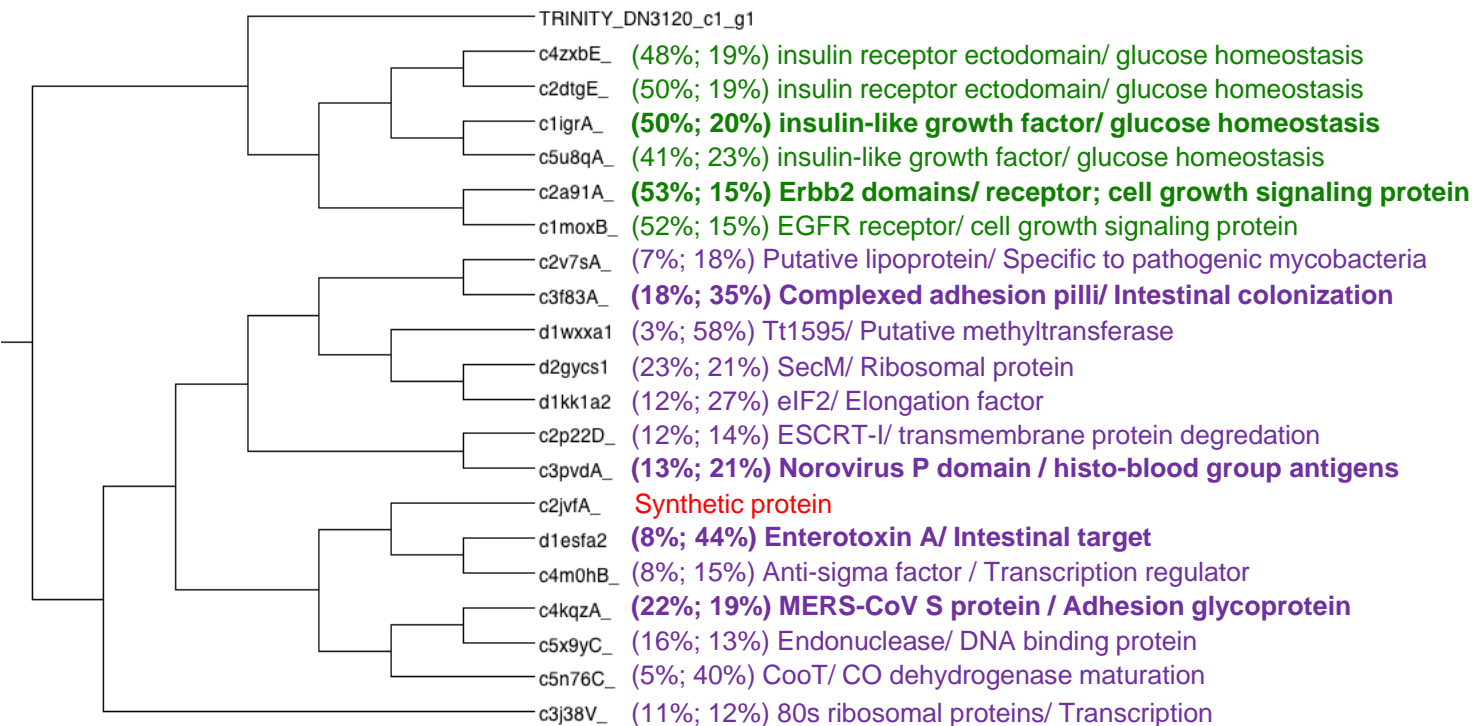 TRINITY_DN3120_c1_g1
c4zxbE_ (48%; 19%) insulin receptor ectodomain/ glucose homeostasis
c2dtgE_ (50%; 19%) insulin receptor ectodomain/ glucose homeostasis
c1igrA_ (50%; 20%) insulin-like growth factor/ glucose homeostasis
c5u8qA_ (41%; 23%) insulin-like growth factor/ glucose homeostasis
c2a91A_ (53%; 15%) Erbb2 domains/ receptor; cell growth signaling protein
c1moxB_ (52%; 15%) EGFR receptor/ cell growth signaling protein
c2v7sA_ (7%; 18%) Putative lipoprotein/ Specific to pathogenic mycobacteria
c3f83A_ (18%; 35%) Complexed adhesion pilli/ Intestinal colonization
d1wxxa1 (3%; 58%) Tt1595/ Putative methyltransferase
d2gycs1 (23%; 21%) SecM/ Ribosomal protein
d1kk1a2 (12%; 27%) eIF2/ Elongation factor
c2p22D_ (12%; 14%) ESCRT-I/ transmembrane protein degredation
c3pvdA_ (13%; 21%) Norovirus P domain / histo-blood group antigens
c2jvfA_ Synthetic protein
d1esfa2 (8%; 44%) Enterotoxin A/ Intestinal target
c4m0hB_ (8%; 15%) Anti-sigma factor / Transcription regulator
c4kqzA_ (22%; 19%) MERS-CoV S protein / Adhesion glycoprotein
c5x9yC_ (16%; 13%) Endonuclease/ DNA binding protein
c5n76C_ (5%; 40%) CooT/ CO dehydrogenase maturation
c3j38V_ (11%; 12%) 80s ribosomal proteins/ Transcription